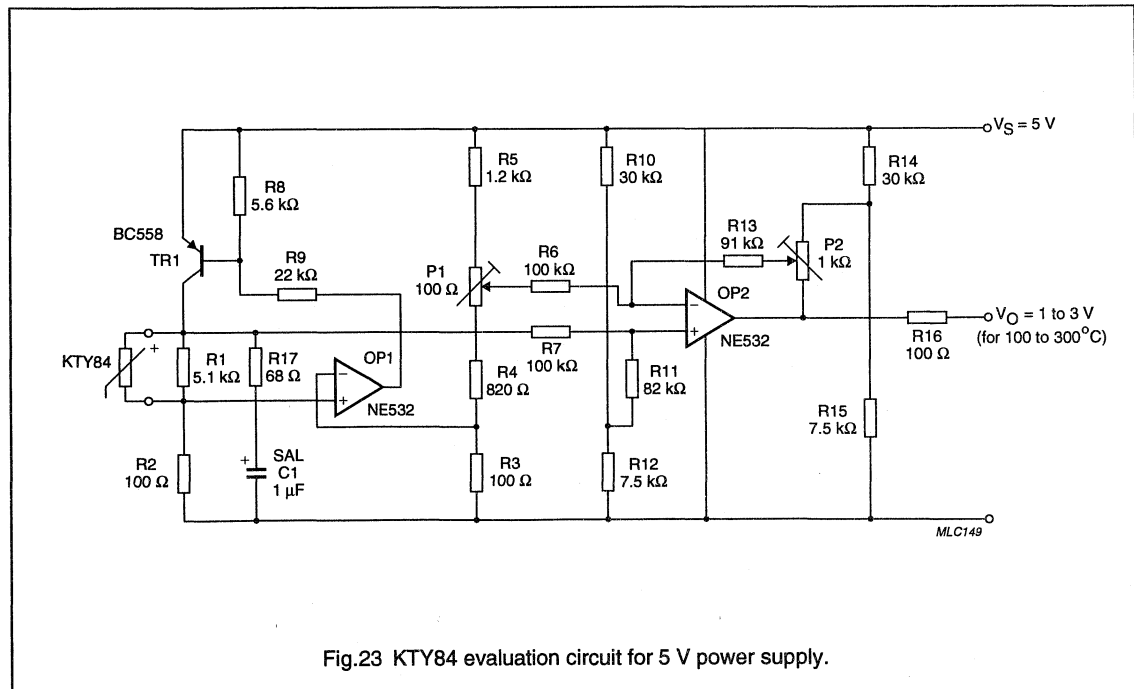 V_S = 5 V
R5
1.2 kΩ
R10
30 kΩ
R14
30 kΩ
R8
5.6 kΩ
BC558
TR1
R9
22 kΩ
P1
100 Ω
R6
100 kΩ
R13
91 kΩ
P2
1 kΩ
OP2
−
+
NE532
V_O = 1 to 3 V
(for 100 to 300°C)
R16
100 Ω
KTY84
+
R1
5.1 kΩ
R17
68 Ω
OP1
−
+
NE532
R7
100 kΩ
R4
820 Ω
R11
82 kΩ
R15
7.5 kΩ
R2
100 Ω
+
SAL
C1
1 µF
R3
100 Ω
R12
7.5 kΩ
MLC149
Fig.23 KTY84 evaluation circuit for 5 V power supply.